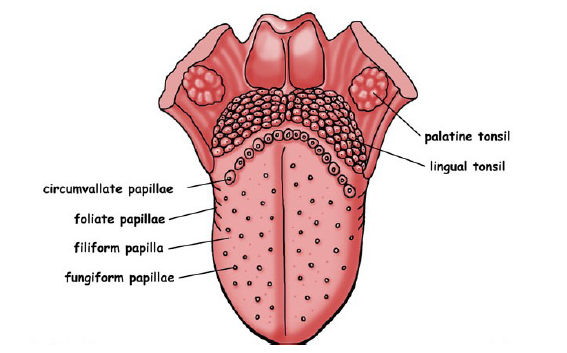 palatine tonsil
lingual tonsil
circumvallate papillae
foliate papillae
filiform papilla
fungiform papillae